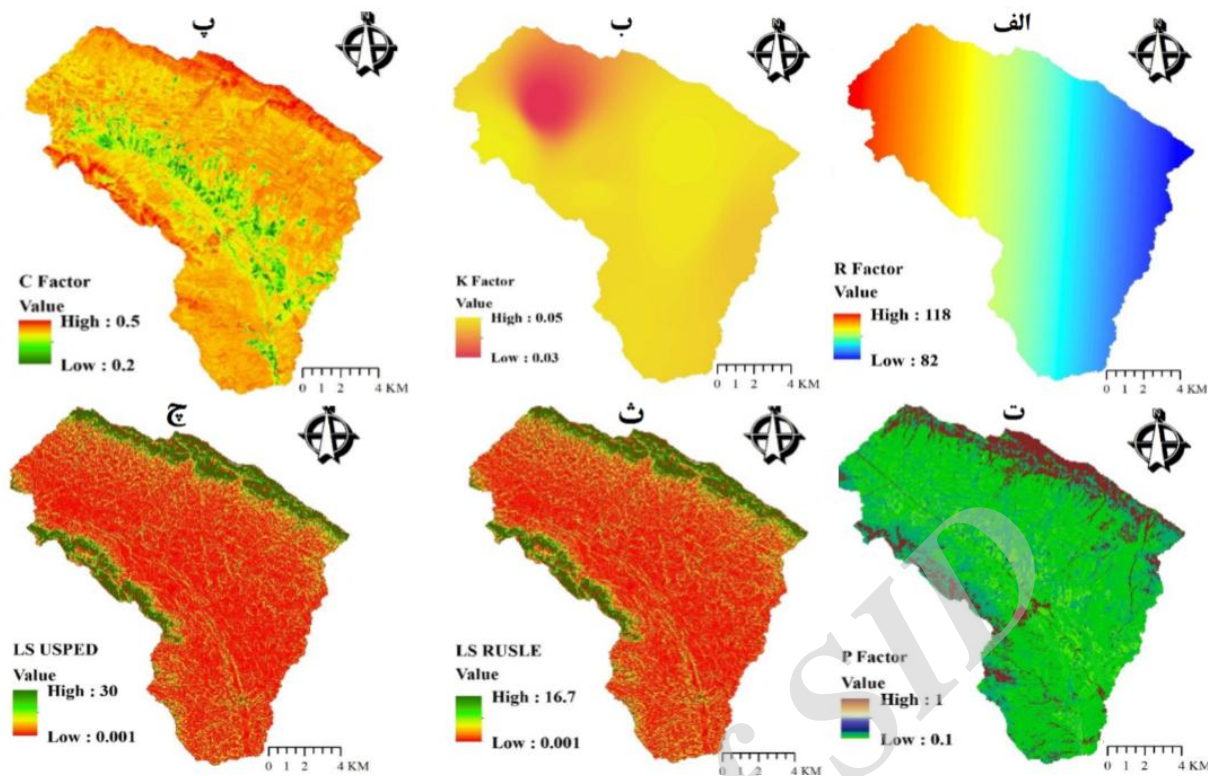 الف
N
R Factor
Value
High : 118
Low : 82
0 1 2 4 KM
ب
N
K Factor
Value
High : 0.05
Low : 0.03
0 1 2 4 KM
پ
N
C Factor
Value
High : 0.5
Low : 0.2
0 1 2 4 KM
ت
N
P Factor
Value
High : 1
Low : 0.1
0 1 2 4 KM
ث
N
LS RUSLE
Value
High : 16.7
Low : 0.001
0 1 2 4 KM
چ
N
LS USPED
Value
High : 30
Low : 0.001
0 1 2 4 KM
of SID